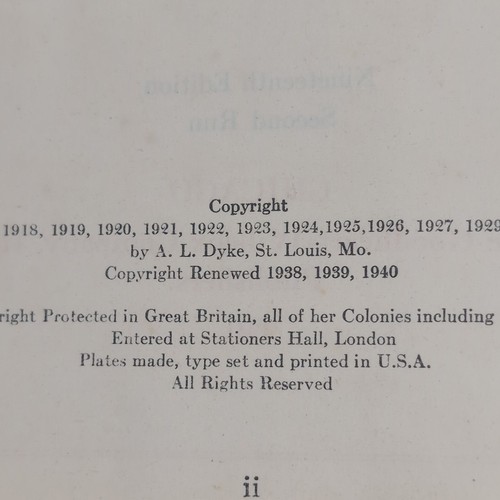 Nineteenth Edition
Second Run
Copyright
1918, 1919, 1920, 1921, 1922, 1923, 1924,1925,1926, 1927, 1929
by A. L. Dyke, St. Louis, Mo.
Copyright Renewed 1938, 1939, 1940
right Protected in Great Britain, all of her Colonies including
Entered at Stationers Hall, London
Plates made, type set and printed in U.S.A.
All Rights Reserved
ii